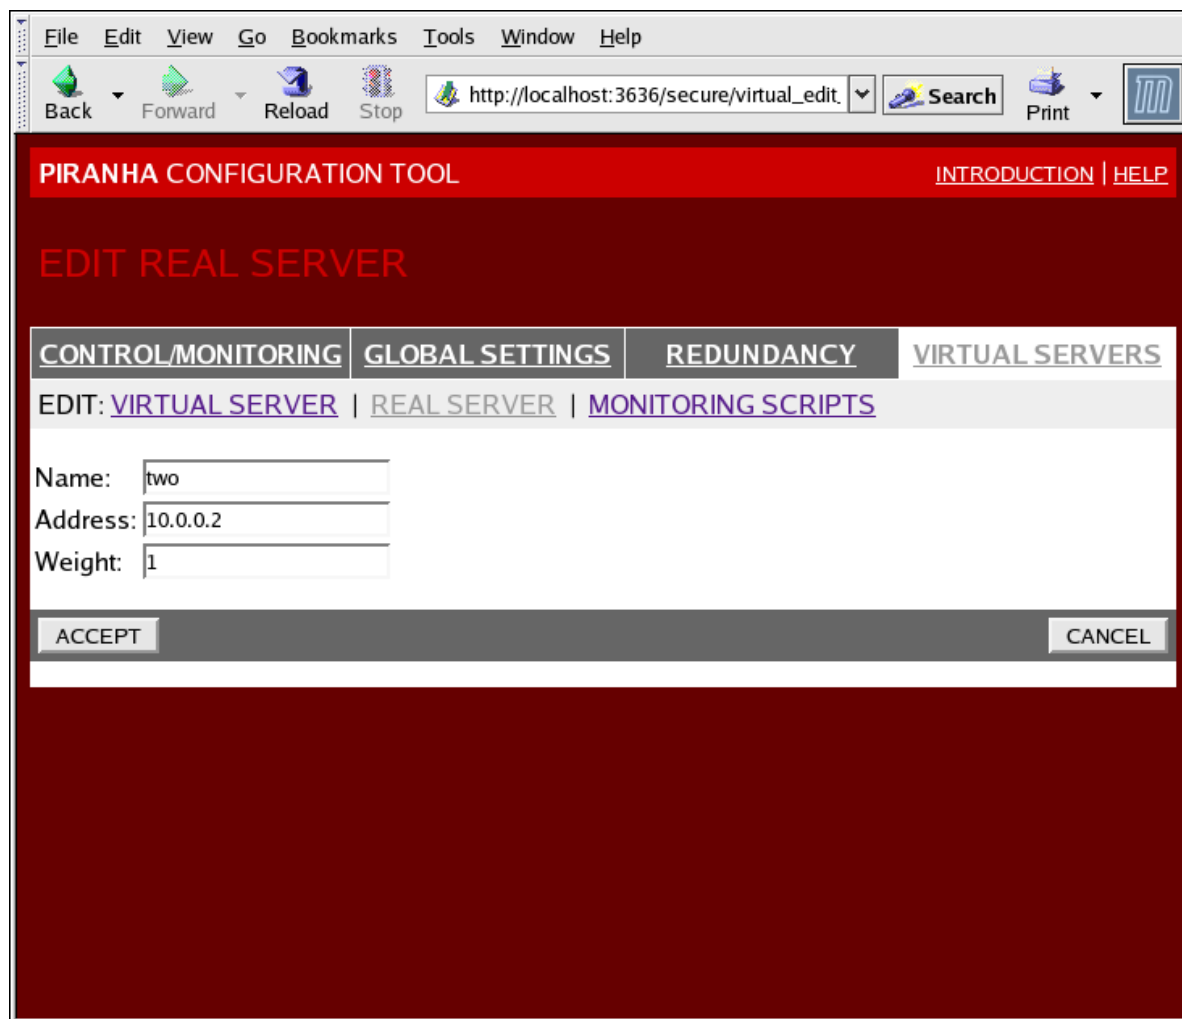 File Edit View Go Bookmarks Tools Window Help
Back Forward Reload Stop http://localhost:3636/secure/virtual_edit_ Search Print m
PIRANHA CONFIGURATION TOOL INTRODUCTION | HELP
EDIT REAL SERVER
CONTROL/MONITORING GLOBAL SETTINGS REDUNDANCY VIRTUAL SERVERS
EDIT: VIRTUAL SERVER | REAL SERVER | MONITORING SCRIPTS
Name: two
Address: 10.0.0.2
Weight: 1
ACCEPT CANCEL